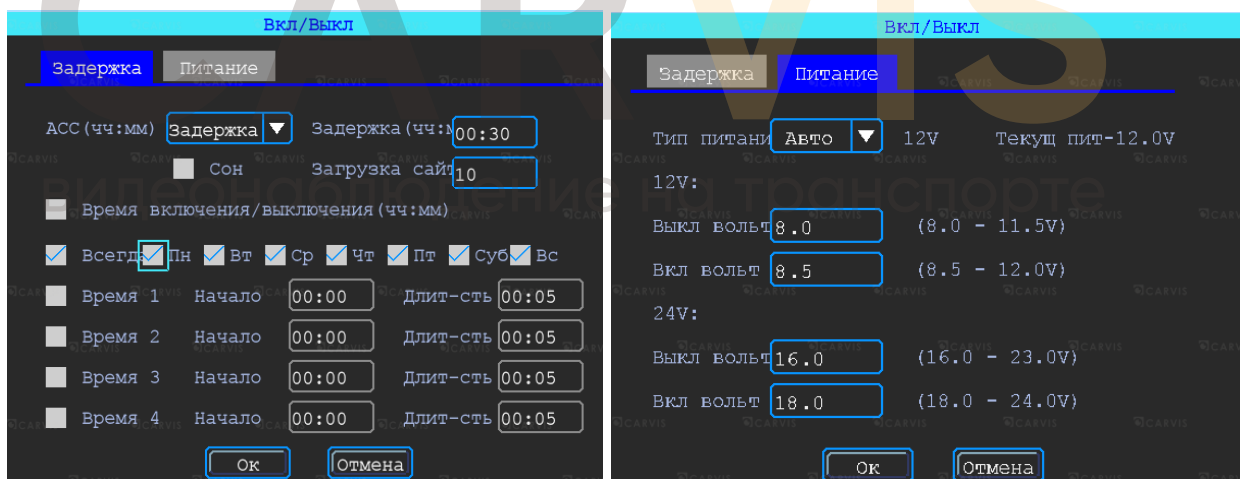 Вкл/Выкл
Задержка Питание
ACC(чч:мм) Задержка Задержка(чч:м 00:30
Сон Загрузка сайт 10
Время включения/выключения(чч:мм)
Всегда Пн Вт Ср Чт Пт Суб Вс
Время 1 Начало 00:00 Длит-сть 00:05
Время 2 Начало 00:00 Длит-сть 00:05
Время 3 Начало 00:00 Длит-сть 00:05
Время 4 Начало 00:00 Длит-сть 00:05
Ок Отмена
Вкл/Выкл
Задержка Питание
Тип питани Авто 12V Текущ пит-12.0V
12V:
Выкл вольт 8.0 (8.0 - 11.5V)
Вкл вольт 8.5 (8.5 - 12.0V)
24V:
Выкл вольт 16.0 (16.0 - 23.0V)
Вкл вольт 18.0 (18.0 - 24.0V)
Ок Отмена
CARVIS
видеонаблюдение на транспорте